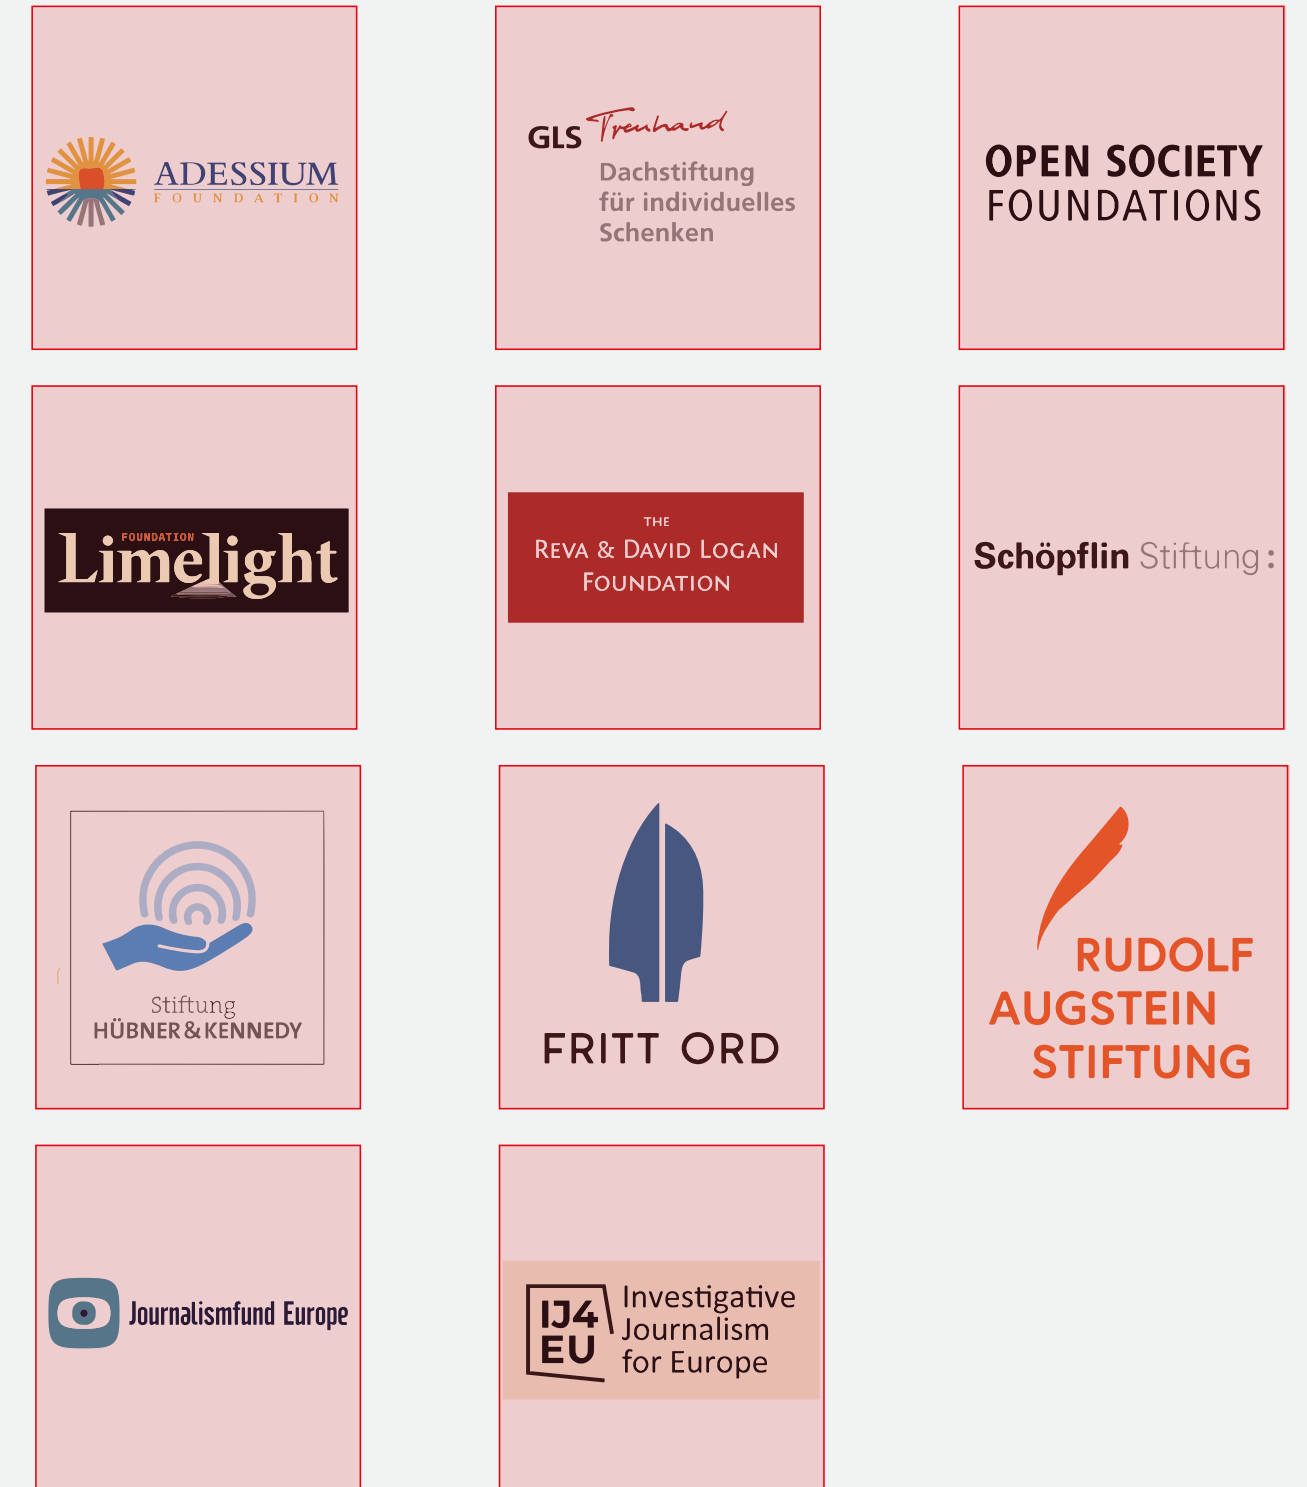 ADESSIUM
FOUNDATION
GLS Treuhand
Dachstiftung
für individuelles
Schenken
OPEN SOCIETY
FOUNDATIONS
FOUNDATION
Limelight
THE
REVA & DAVID LOGAN
FOUNDATION
Schöpflin Stiftung:
Stiftung
HÜBNER & KENNEDY
FRITT ORD
RUDOLF
AUGSTEIN
STIFTUNG
Journalismfund Europe
IJ4
EU
Investigative
Journalism
for Europe